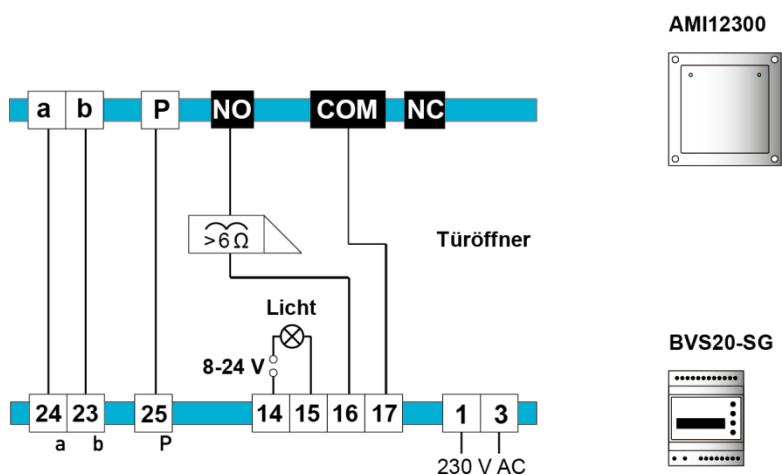 AMI12300
a b P NO COM NC
>6 Ω
Türöffner
Licht
8-24 V
BVS20-SG
24 23 25 14 15 16 17 1 3
a b P
230 V AC